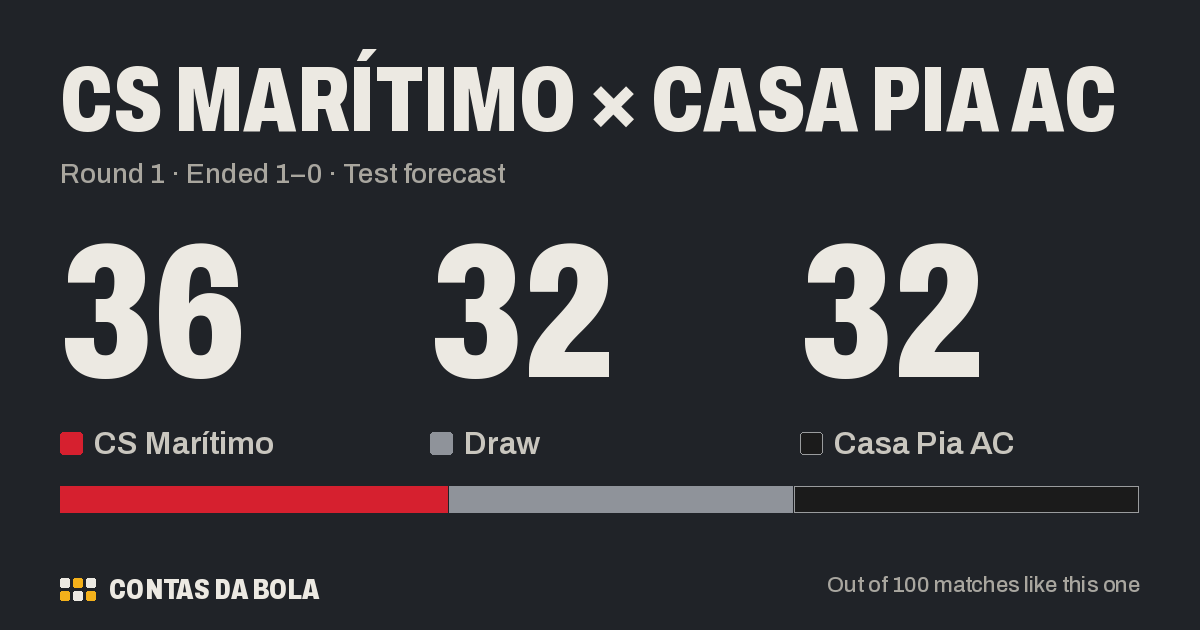 CS MARÍTIMO × CASA PIA AC
Round 1 · Ended 1–0 · Test forecast
36 32 32
CS Marítimo Draw Casa Pia AC
CONTAS DA BOLA
Out of 100 matches like this one